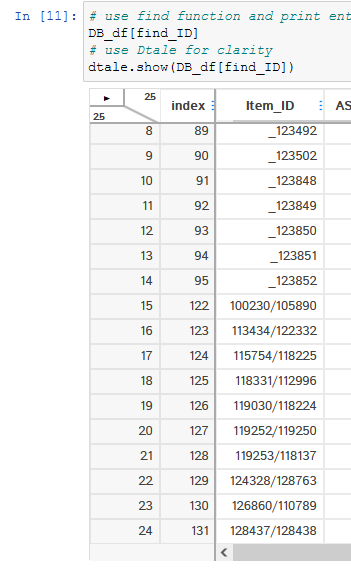 In [11]: # use find function and print ent
DB_df[find_ID]
# use Dtale for clarity
dtale.show(DB_df[find_ID])
► 25 index Item_ID AS
25
8 89 _123492
9 90 _123502
10 91 _123848
11 92 _123849
12 93 _123850
13 94 _123851
14 95 _123852
15 122 100230/105890
16 123 113434/122332
17 124 115754/118225
18 125 118331/112996
19 126 119030/118224
20 127 119252/119250
21 128 119253/118137
22 129 124328/128763
23 130 126860/110789
24 131 128437/128438